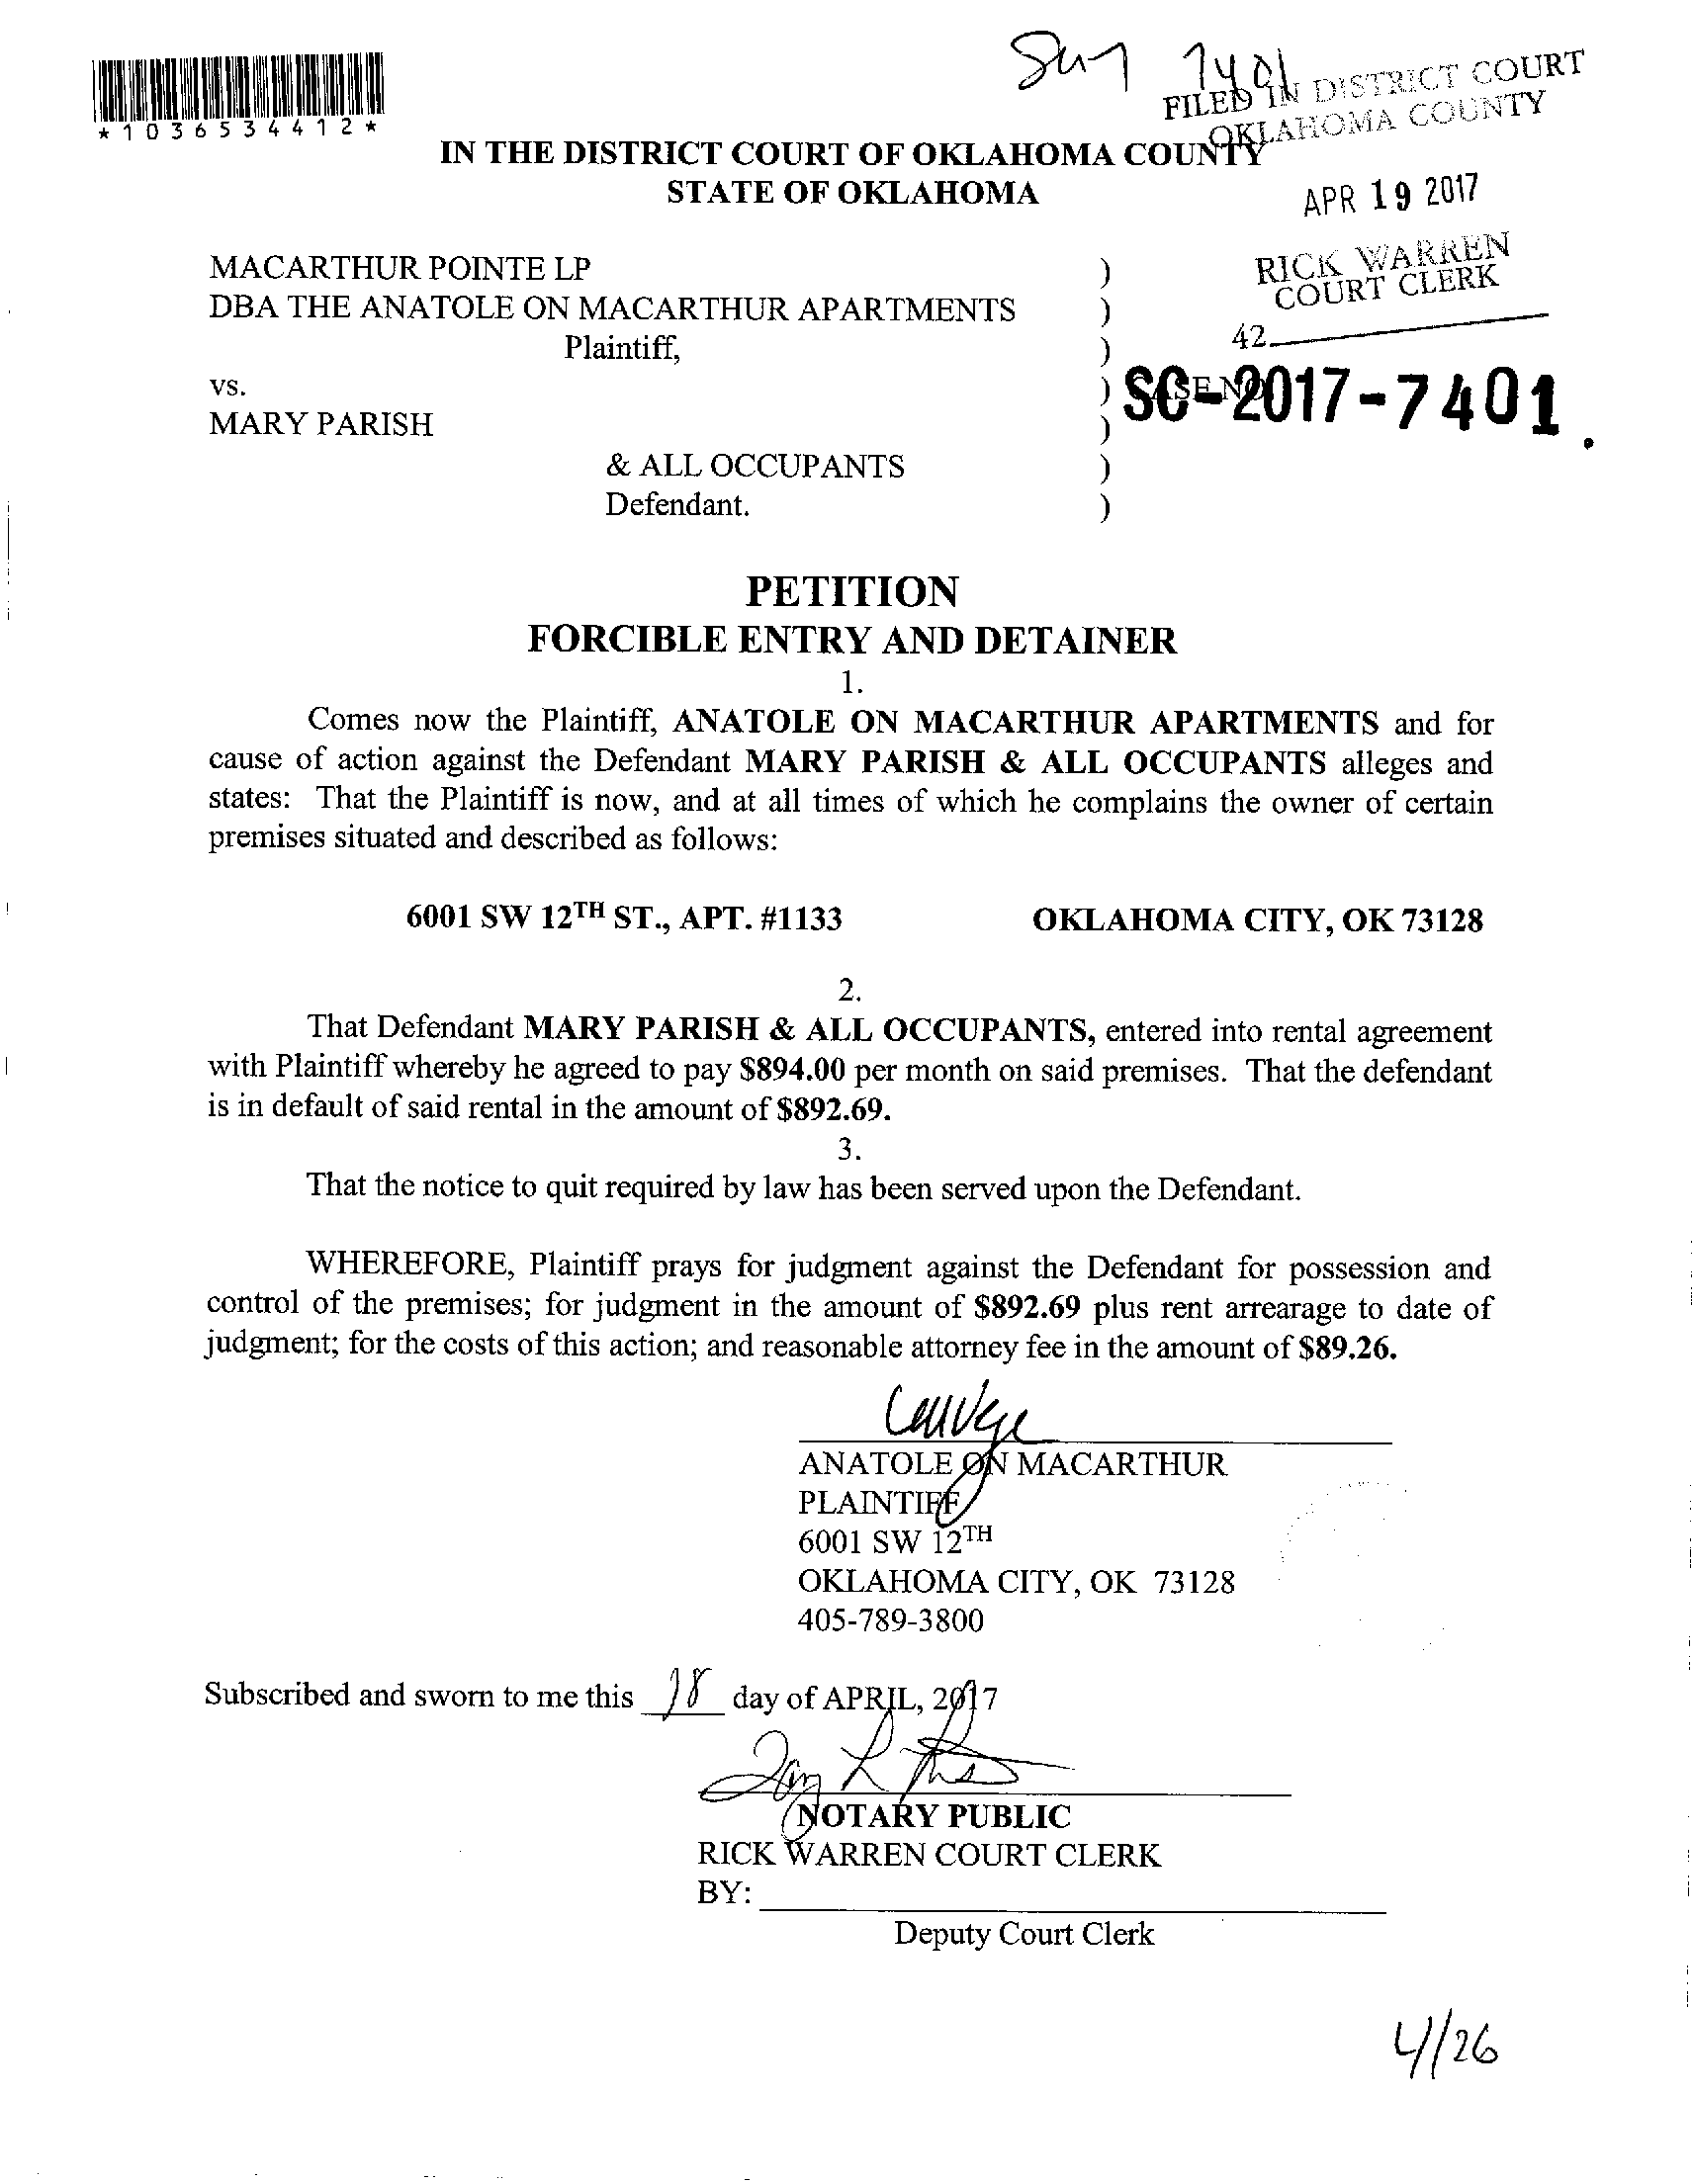 7401
FILED IN DISTRICT COURT
OKLAHOMA COUNTY
*1036534412*
IN THE DISTRICT COURT OF OKLAHOMA COUNTY
STATE OF OKLAHOMA
APR 19 2017
RICK WARREN
COURT CLERK
42
MACARTHUR POINTE LP )
DBA THE ANATOLE ON MACARTHUR APARTMENTS )
Plaintiff, )
vs. ) CASE NO SC-2017-7401.
MARY PARISH )
& ALL OCCUPANTS )
Defendant. )
PETITION
FORCIBLE ENTRY AND DETAINER
1.
Comes now the Plaintiff, ANATOLE ON MACARTHUR APARTMENTS and for
cause of action against the Defendant MARY PARISH & ALL OCCUPANTS alleges and
states: That the Plaintiff is now, and at all times of which he complains the owner of certain
premises situated and described as follows:
6001 SW 12TH ST., APT. #1133 OKLAHOMA CITY, OK 73128
2.
That Defendant MARY PARISH & ALL OCCUPANTS, entered into rental agreement
with Plaintiff whereby he agreed to pay $894.00 per month on said premises. That the defendant
is in default of said rental in the amount of $892.69.
3.
That the notice to quit required by law has been served upon the Defendant.
WHEREFORE, Plaintiff prays for judgment against the Defendant for possession and
control of the premises; for judgment in the amount of $892.69 plus rent arrearage to date of
judgment; for the costs of this action; and reasonable attorney fee in the amount of $89.26.
ANATOLE ON MACARTHUR
PLAINTIFF
6001 SW 12TH
OKLAHOMA CITY, OK 73128
405-789-3800
Subscribed and sworn to me this 18 day of APRIL, 2017
NOTARY PUBLIC
RICK WARREN COURT CLERK
BY:
Deputy Court Clerk
4/26